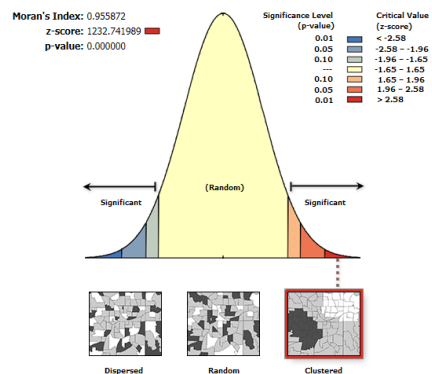 Moran's Index: 0.955872
z-score: 1232.741989
p-value: 0.000000
Significance Level
(p-value)
Critical Value
(z-score)
0.01 < -2.58
0.05 -2.58 – -1.96
0.10 -1.96 – -1.65
--- -1.65 – 1.65
0.10 1.65 – 1.96
0.05 1.96 – 2.58
0.01 > 2.58
Significant
(Random)
Significant
Dispersed
Random
Clustered